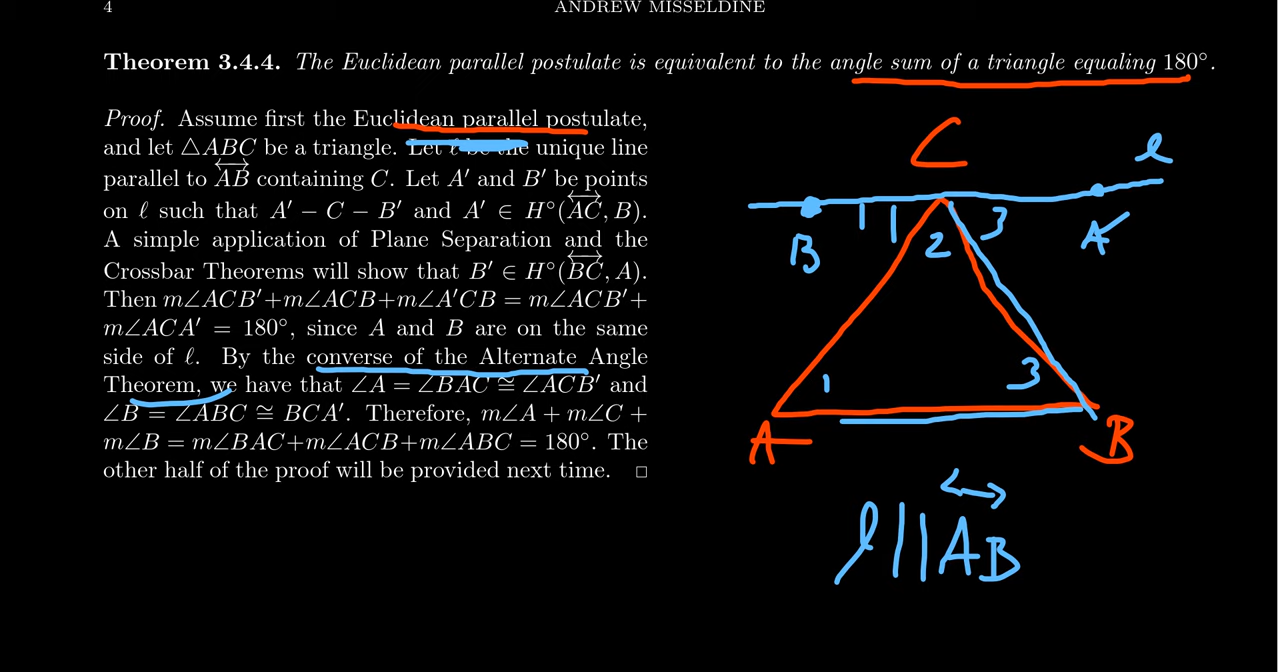 4
ANDREW MISSELDINE
Theorem 3.4.4. The Euclidean parallel postulate is equivalent to the angle sum of a triangle equaling 180°.
Proof. Assume first the Euclidean parallel postulate,
and let △ABC be a triangle. Let ℓ be the unique line
parallel to \overleftrightarrow{AB} containing C. Let A′ and B′ be points
on ℓ such that A′ − C − B′ and A′ ∈ H°(\overleftrightarrow{AC}, B).
A simple application of Plane Separation and the
Crossbar Theorems will show that B′ ∈ H°(\overleftrightarrow{BC}, A).
Then m∠ACB′+m∠ACB+m∠A′CB = m∠ACB′+
m∠ACA′ = 180°, since A and B are on the same
side of ℓ. By the converse of the Alternate Angle
Theorem, we have that ∠A = ∠BAC ≅ ∠ACB′ and
∠B = ∠ABC ≅ BCA′. Therefore, m∠A + m∠C +
m∠B = m∠BAC+m∠ACB+m∠ABC = 180°. The
other half of the proof will be provided next time. □
C
ℓ
B′
1
2
3
A′
1
3
A
B
ℓ || \overleftrightarrow{AB}